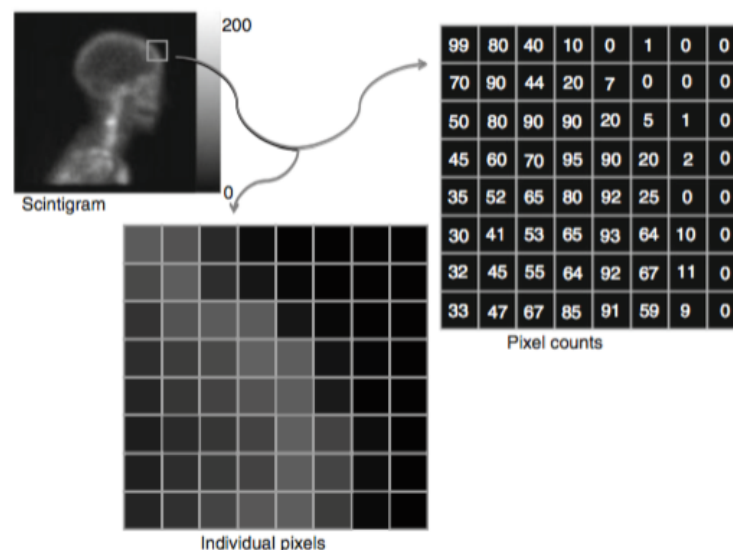 200
0
Scintigram
99 80 40 10 0 1 0 0
70 90 44 20 7 0 0 0
50 80 90 90 20 5 1 0
45 60 70 95 90 20 2 0
35 52 65 80 92 25 0 0
30 41 53 65 93 64 10 0
32 45 55 64 92 67 11 0
33 47 67 85 91 59 9 0
Pixel counts
Individual pixels